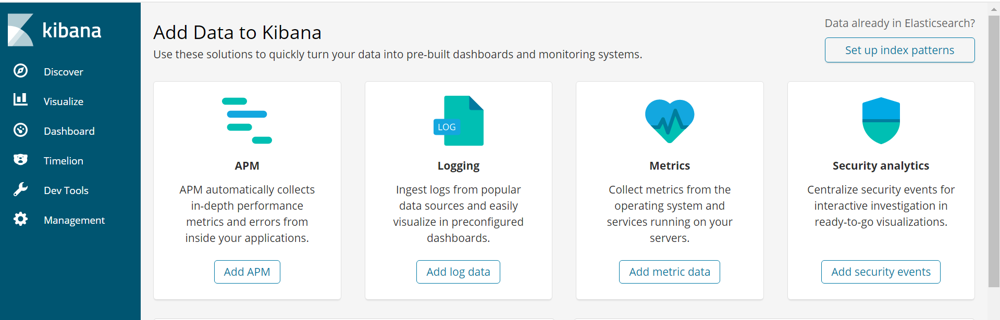 kibana
Discover
Visualize
Dashboard
Timelion
Dev Tools
Management
Add Data to Kibana
Use these solutions to quickly turn your data into pre-built dashboards and monitoring systems.
Data already in Elasticsearch?
Set up index patterns
APM
APM automatically collects
in-depth performance
metrics and errors from
inside your applications.
Add APM
LOG
Logging
Ingest logs from popular
data sources and easily
visualize in preconfigured
dashboards.
Add log data
Metrics
Collect metrics from the
operating system and
services running on your
servers.
Add metric data
Security analytics
Centralize security events for
interactive investigation in
ready-to-go visualizations.
Add security events